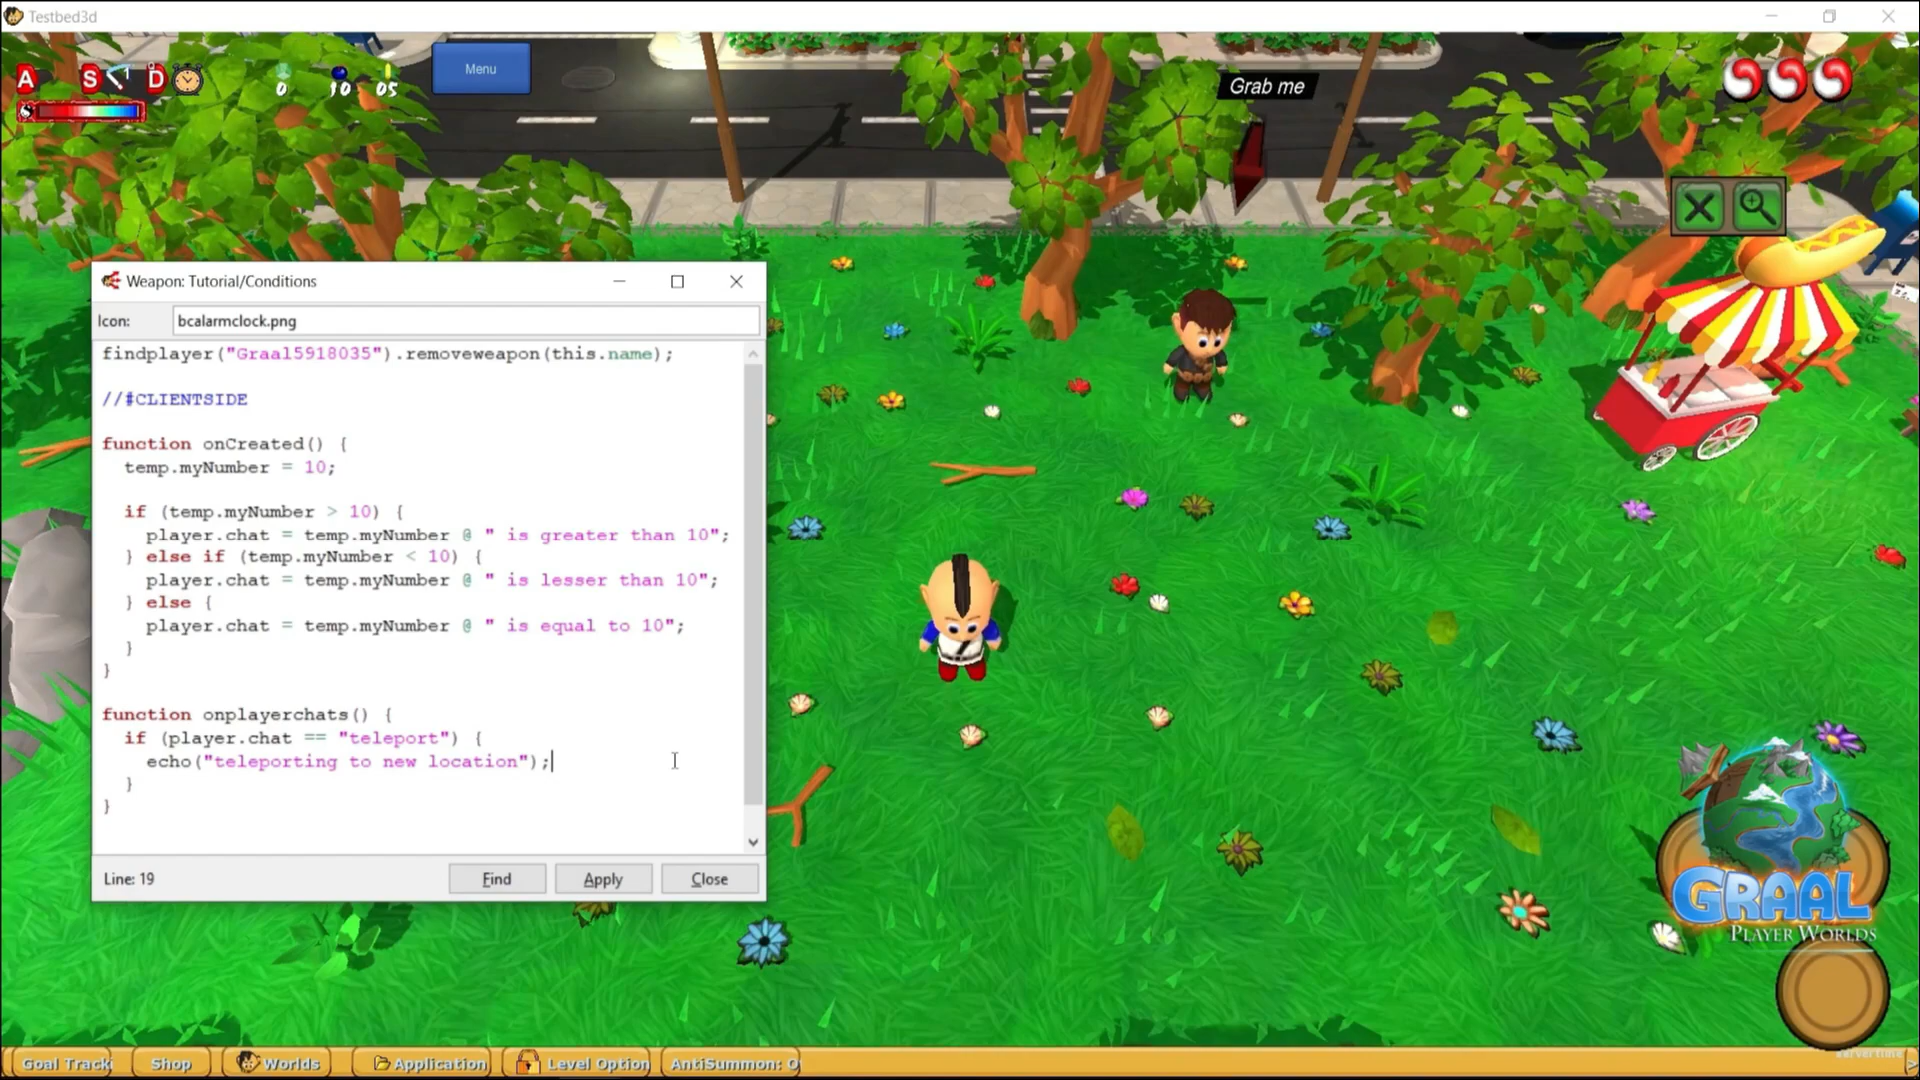 Testbed3d
A S D
0 10 05
Menu
Grab me
Weapon: Tutorial/Conditions
Icon: bcalarmclock.png
findplayer("Graal5918035").removeweapon(this.name);
//#CLIENTSIDE
function onCreated() {
temp.myNumber = 10;
if (temp.myNumber > 10) {
player.chat = temp.myNumber @ " is greater than 10";
} else if (temp.myNumber < 10) {
player.chat = temp.myNumber @ " is lesser than 10";
} else {
player.chat = temp.myNumber @ " is equal to 10";
}
}
function onplayerchats() {
if (player.chat == "teleport") {
echo("teleporting to new location");
}
}
Line: 19
Find Apply Close
GRAAL
PLAYER WORLDS
servertime
Goal Tracki Shop Worlds Application Level Option AntiSummon: O